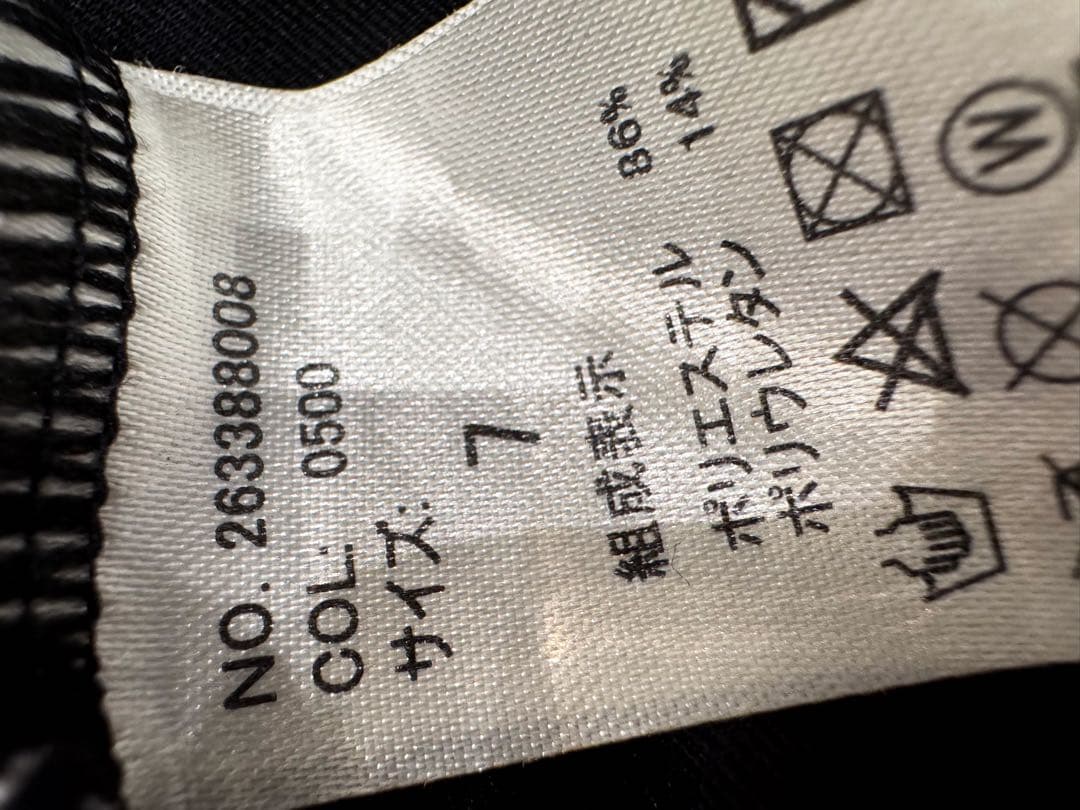 NO. 263388008
COL: 0500
サイズ: 7
組成表示
ポリエステル 86%
ポリウレタン 14%
W